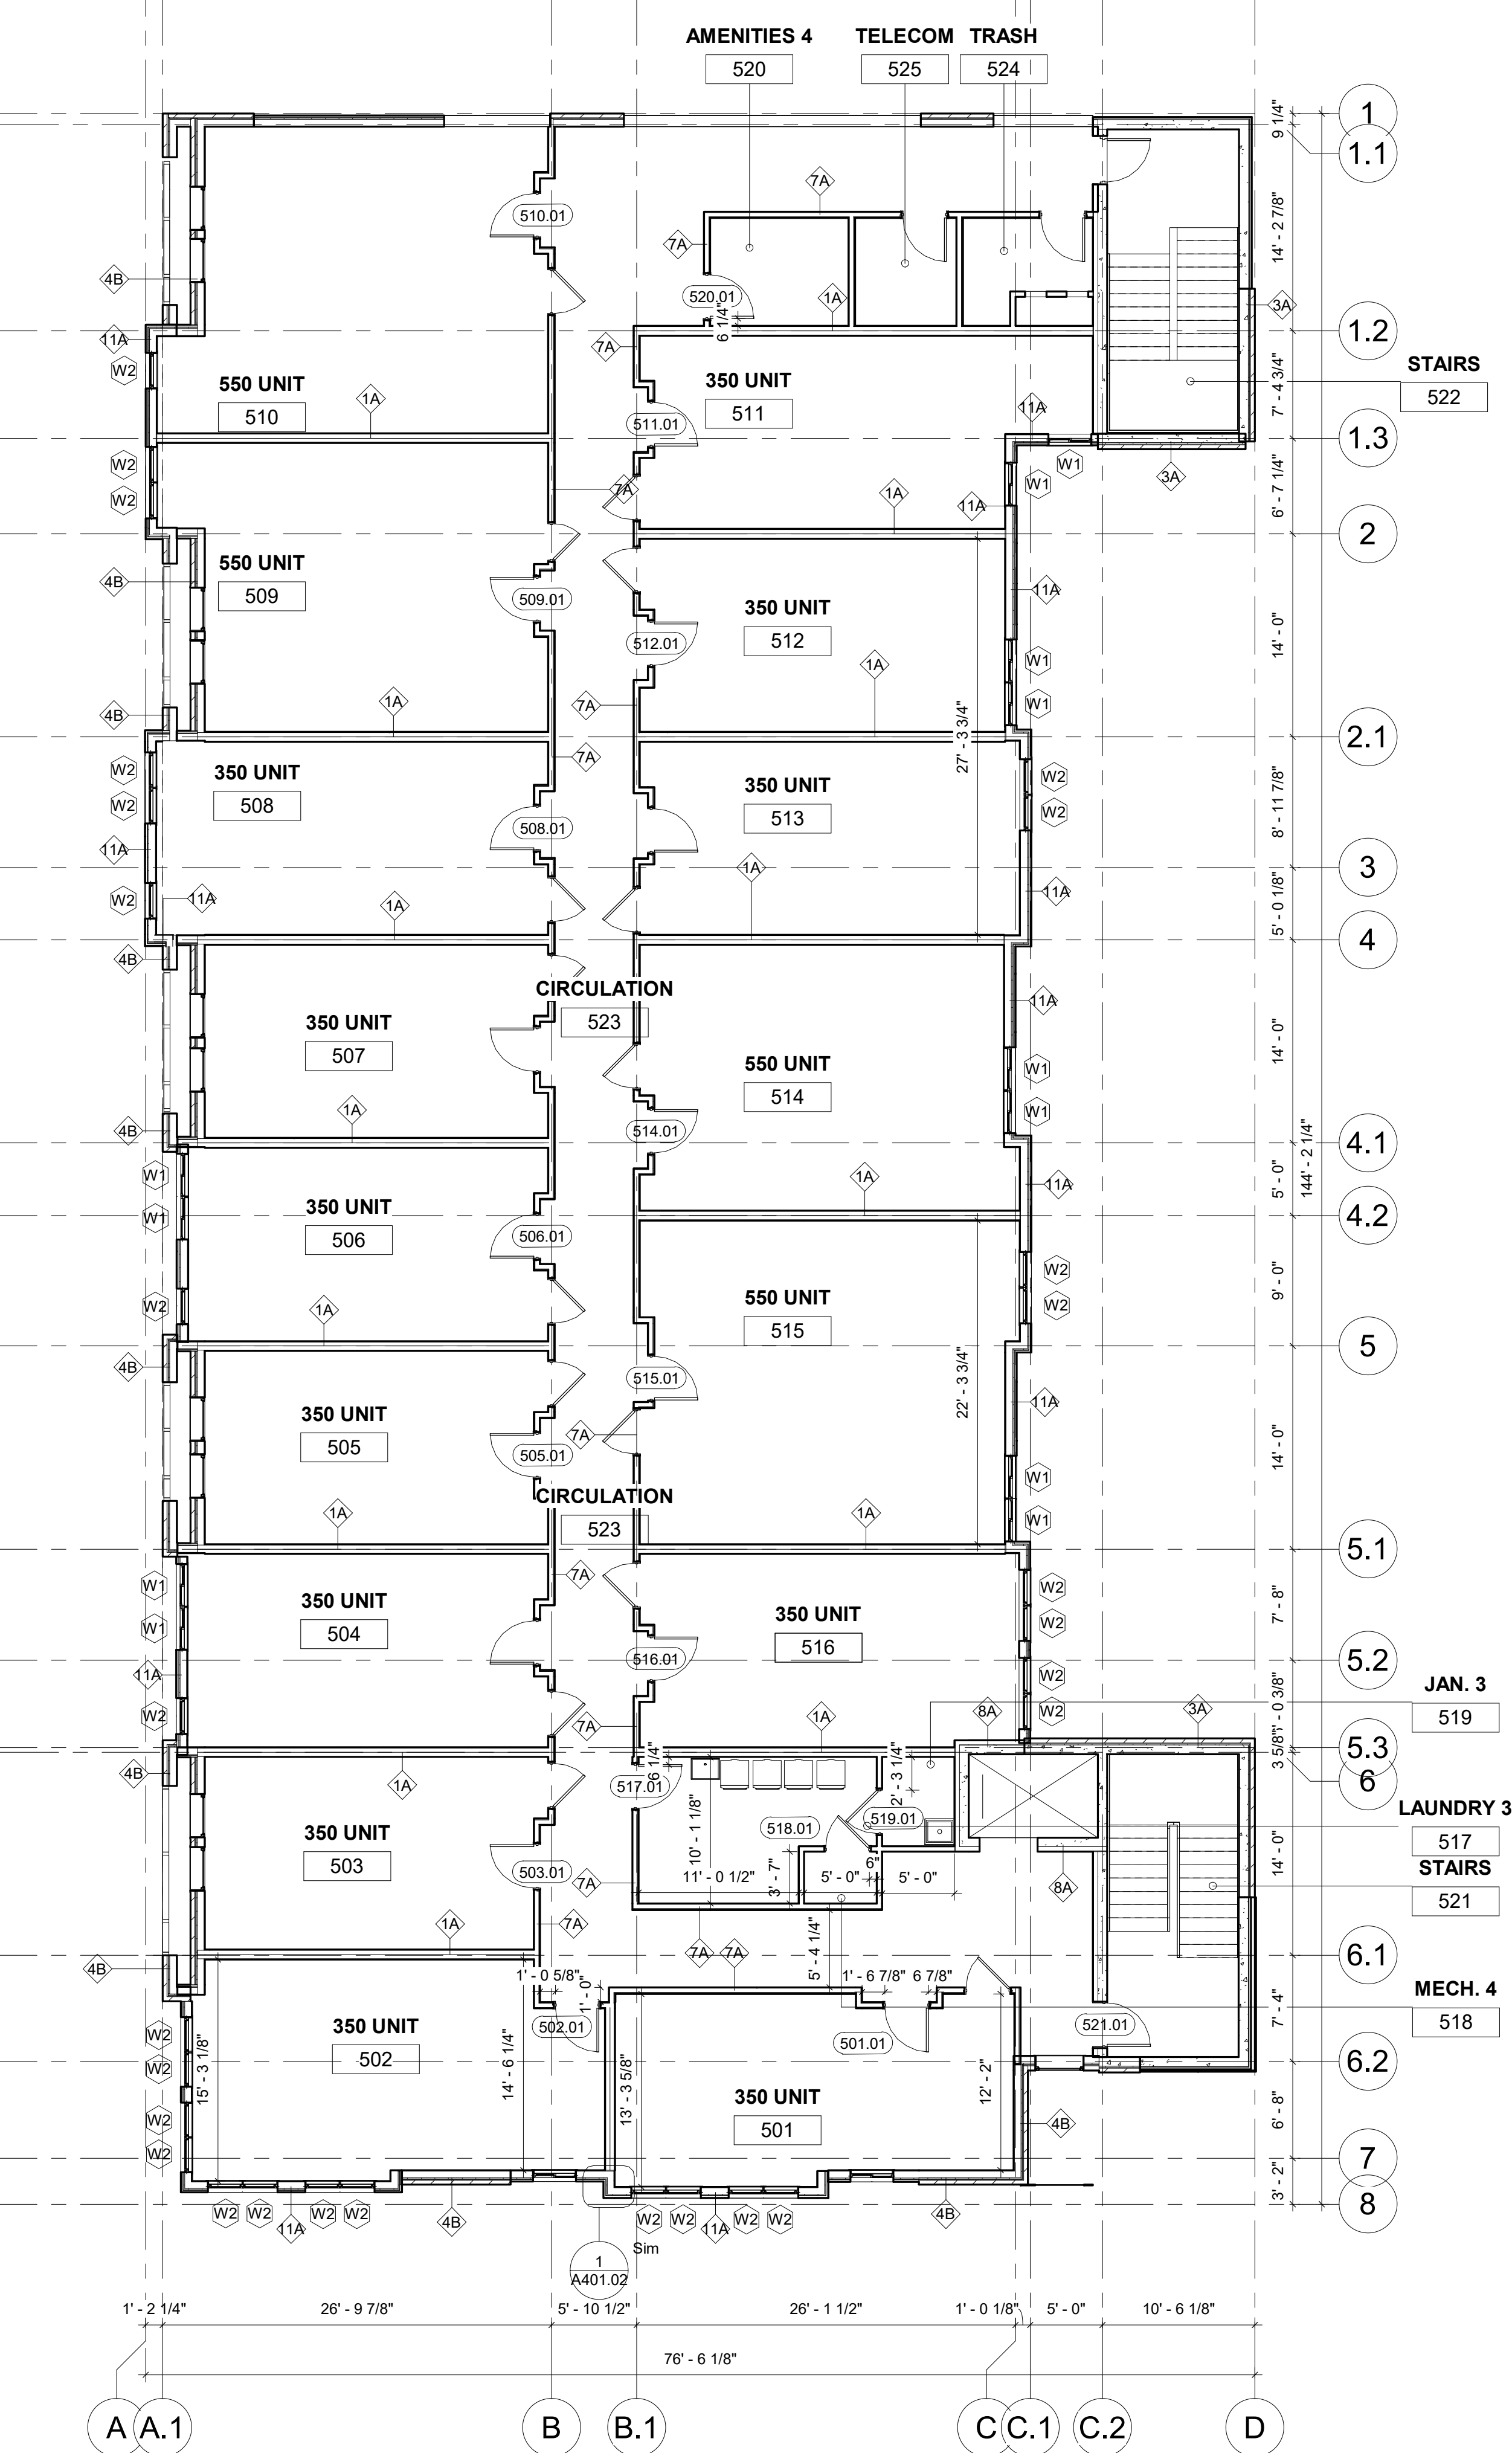 AMENITIES 4
520
TELECOM
525
TRASH
524
1
9 1/4"
1.1
7A
510.01
14' - 2 7/8"
7A
4B
520.01
1A
3A
6 1/4"
11A
7A
1.2
W2
STAIRS
522
550 UNIT
510
1A
350 UNIT
511
511.01
11A
7' - 4 3/4"
1.3
W2
W2
W1
W1
3A
7A
1A
11A
6' - 7 1/4"
2
550 UNIT
509
4B
509.01
350 UNIT
512
512.01
11A
14' - 0"
W1
1A
W1
1A
7A
4B
27' - 3 3/4"
2.1
7A
W2
W2
350 UNIT
508
508.01
350 UNIT
513
W2
W2
8' - 11 7/8"
11A
1A
3
W2
11A
1A
11A
5' - 0 1/8"
4
4B
CIRCULATION
523
350 UNIT
507
11A
14' - 0"
550 UNIT
514
W1
W1
1A
4B
514.01
4.1
144' - 2 1/4"
W1
W1
1A
11A
5' - 0"
4.2
350 UNIT
506
506.01
W2
W2
W2
9' - 0"
550 UNIT
515
1A
4B
5
515.01
22' - 3 3/4"
11A
350 UNIT
505
505.01
7A
14' - 0"
W1
W1
CIRCULATION
523
1A
1A
5.1
W1
W1
7A
W2
W2
7' - 8"
350 UNIT
504
350 UNIT
516
516.01
5.2
11A
W2
W2
W2
JAN. 3
519
7A
1A
8A
3A
5.3
4B
1A
517.01
6 1/4"
2' - 3 1/4"
3 5/8"
6
LAUNDRY 3
517
350 UNIT
503
503.01
10' - 1 1/8"
518.01
519.01
6"
11' - 0 1/2"
3' - 7"
5' - 0"
5' - 0"
8A
14' - 0"
STAIRS
521
7A
1A
7A
7A
7A
5' - 4 1/4"
6.1
4B
1' - 0 5/8"
1' - 0"
1' - 6 7/8"
6 7/8"
MECH. 4
518
350 UNIT
502
502.01
501.01
521.01
7' - 4"
W2
W2
15' - 3 1/8"
14' - 6 1/4"
13' - 3 5/8"
12' - 2"
6.2
350 UNIT
501
W2
W2
4B
6' - 8"
7
3' - 2"
8
W2
W2
11A
W2
W2
4B
W2
W2
11A
W2
W2
4B
Sim
1
A401.02
1' - 2 1/4"
26' - 9 7/8"
5' - 10 1/2"
26' - 1 1/2"
1' - 0 1/8"
5' - 0"
10' - 6 1/8"
76' - 6 1/8"
A
A.1
B
B.1
C
C.1
C.2
D